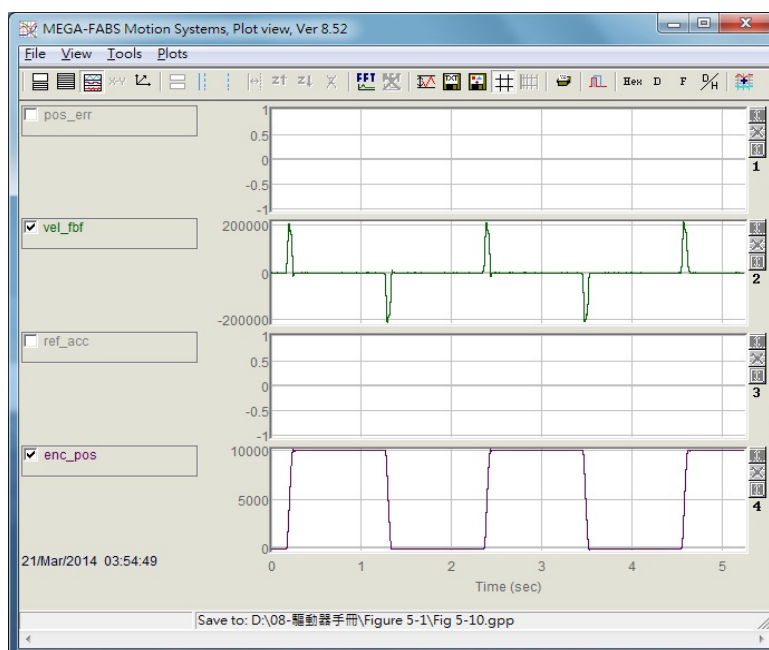 MEGA-FABS Motion Systems, Plot view, Ver 8.52
File View Tools Plots
X-Y FFT TXT Hex D F D/H
pos_err
1
0.5
0
-0.5
-1
1
vel_fbf
200000
0
-200000
2
ref_acc
1
0.5
0
-0.5
-1
3
enc_pos
10000
5000
0
4
21/Mar/2014 03:54:49
0 1 2 3 4 5
Time (sec)
Save to: D:\08-驅動器手冊\Figure 5-1\Fig 5-10.gpp